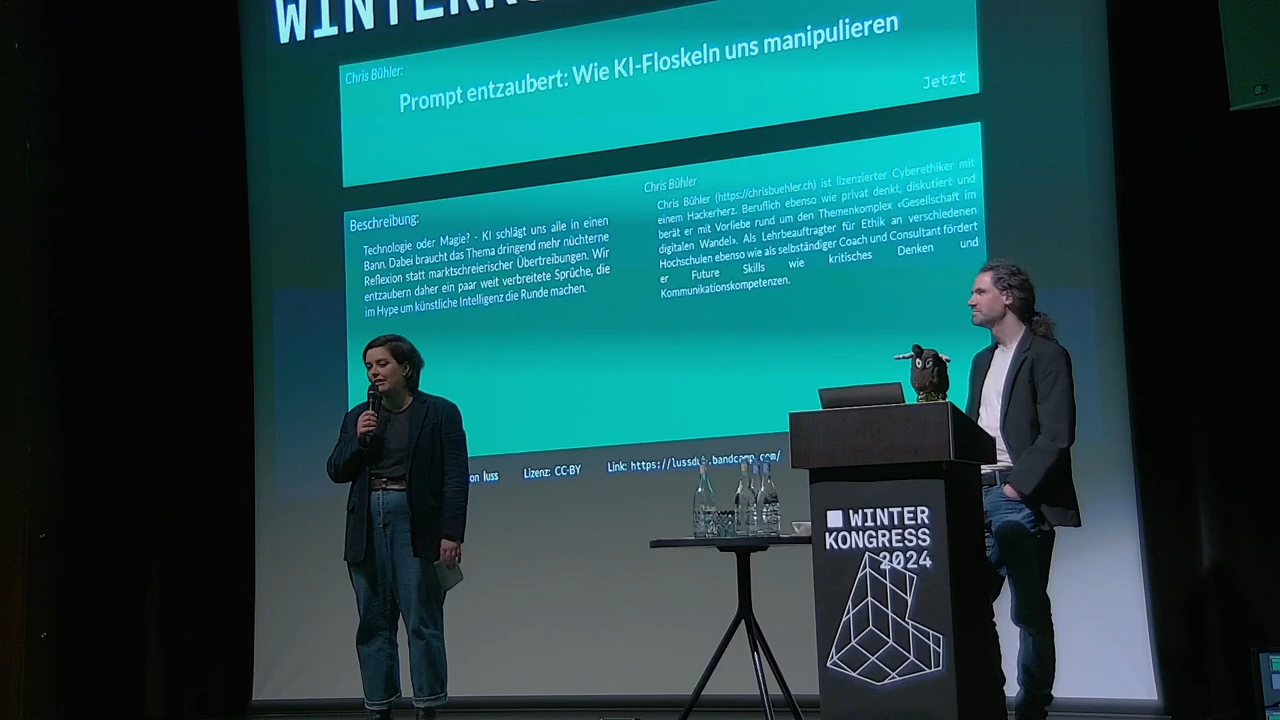 Chris Bühler:
Prompt entzaubert: Wie KI-Floskeln uns manipulieren
Jetzt
Beschreibung:
Technologie oder Magie? - KI schlägt uns alle in einen
Bann. Dabei braucht das Thema dringend mehr nüchterne
Reflexion statt marktschreierischer Übertreibungen. Wir
entzaubern daher ein paar weit verbreitete Sprüche, die
im Hype um künstliche Intelligenz die Runde machen.
Chris Bühler
Chris Bühler (https://chrisbuehler.ch) ist lizenzierter Cyberethiker mit
einem Hackerherz. Beruflich ebenso wie privat denkt, diskutiert und
berät er mit Vorliebe rund um den Themenkomplex «Gesellschaft im
digitalen Wandel». Als Lehrbeauftragter für Ethik an verschiedenen
Hochschulen ebenso wie als selbständiger Coach und Consultant fördert
er Future Skills wie kritisches Denken und
Kommunikationskompetenzen.
on luss Lizenz: CC-BY Link:
WINTER
KONGRESS
2024